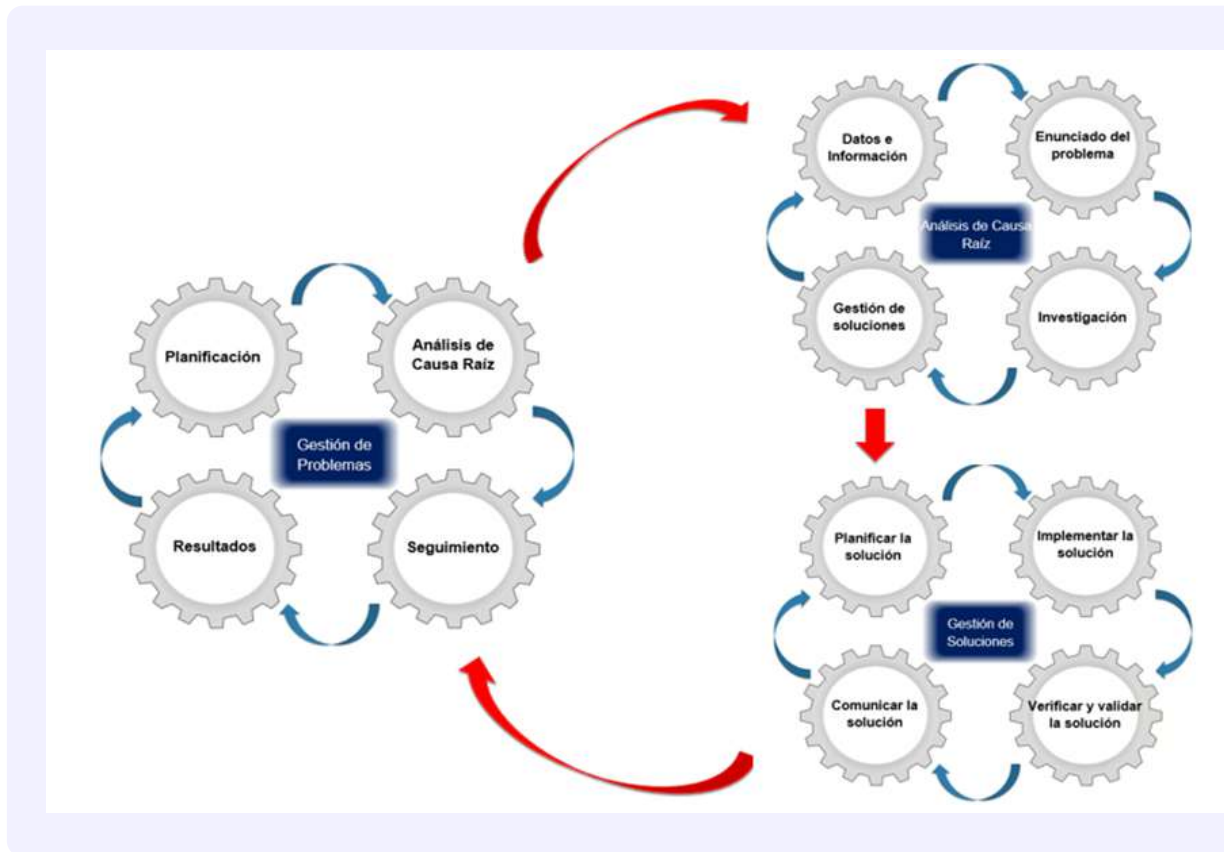 Planificación
Análisis de
Causa Raíz
Gestión de
Problemas
Resultados
Seguimiento
Datos e
Información
Enunciado del
problema
Análisis de Causa
Raíz
Gestión de
soluciones
Investigación
Planificar la
solución
Implementar la
solución
Gestión de
Soluciones
Comunicar la
solución
Verificar y validar
la solución